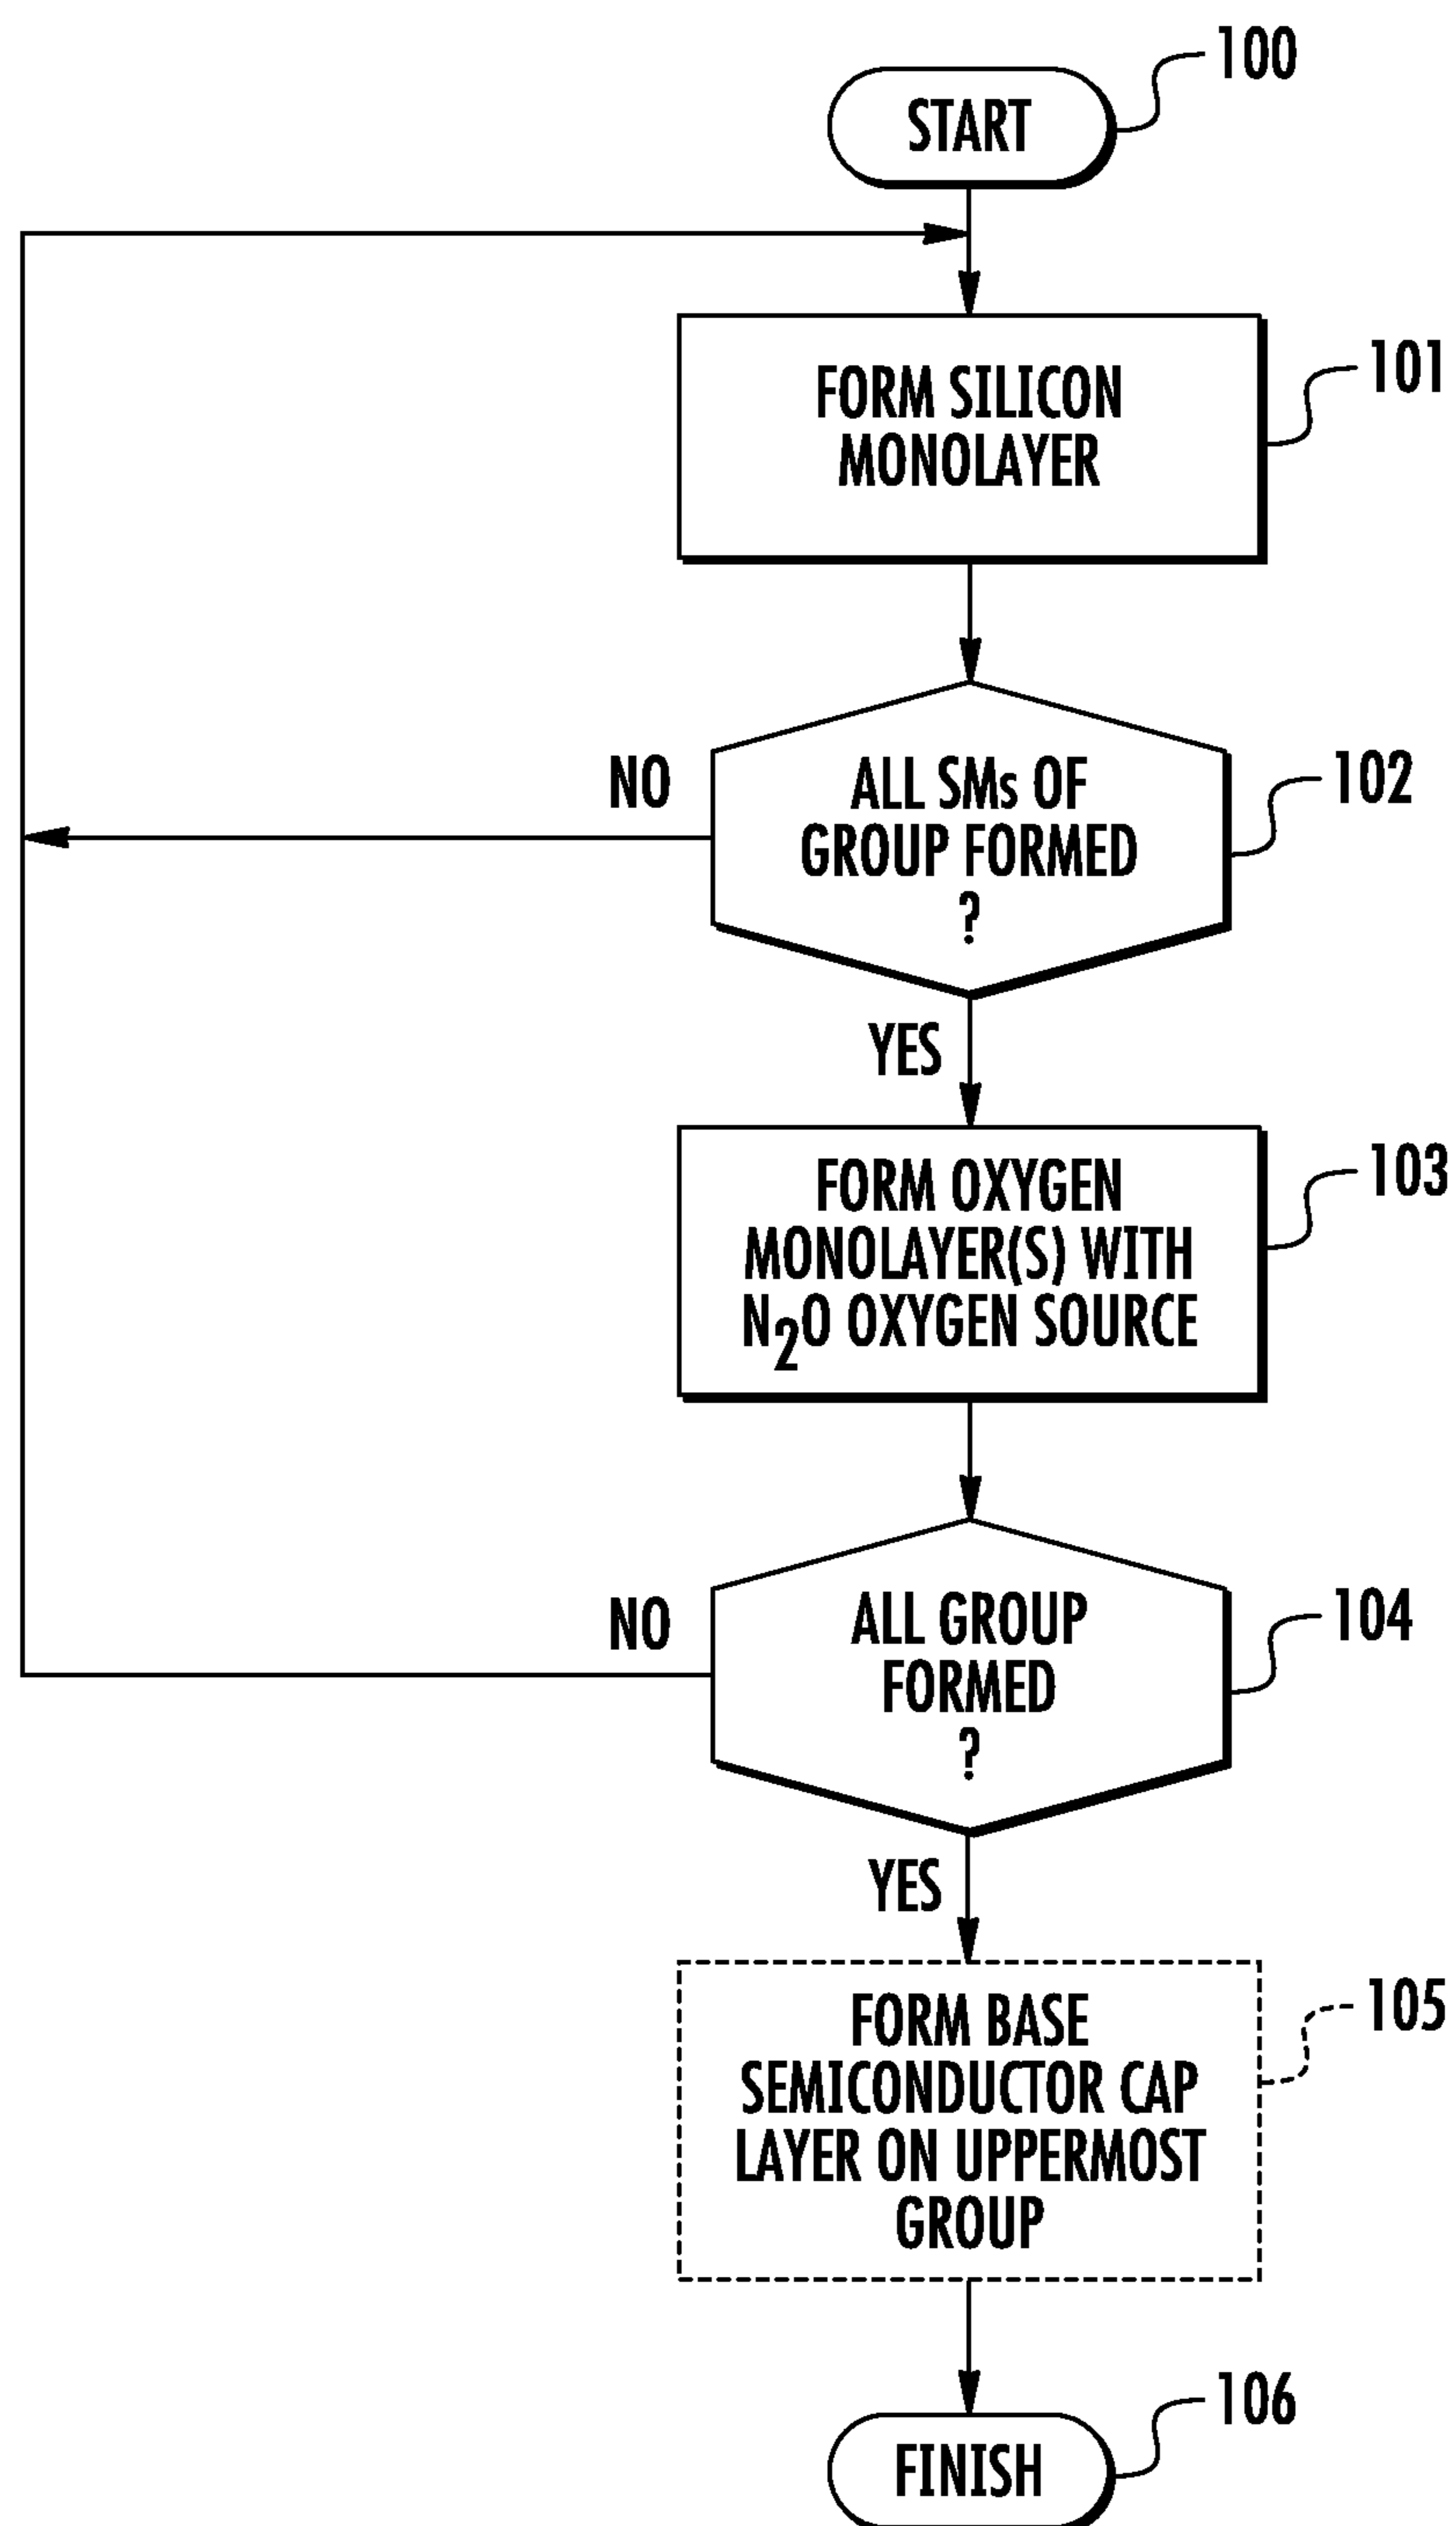 100
START
101
FORM SILICON
MONOLAYER
102
NO
ALL SMs OF
GROUP FORMED
?
YES
103
FORM OXYGEN
MONOLAYER(S) WITH
N₂O OXYGEN SOURCE
104
NO
ALL GROUP
FORMED
?
YES
105
FORM BASE
SEMICONDUCTOR CAP
LAYER ON UPPERMOST
GROUP
106
FINISH